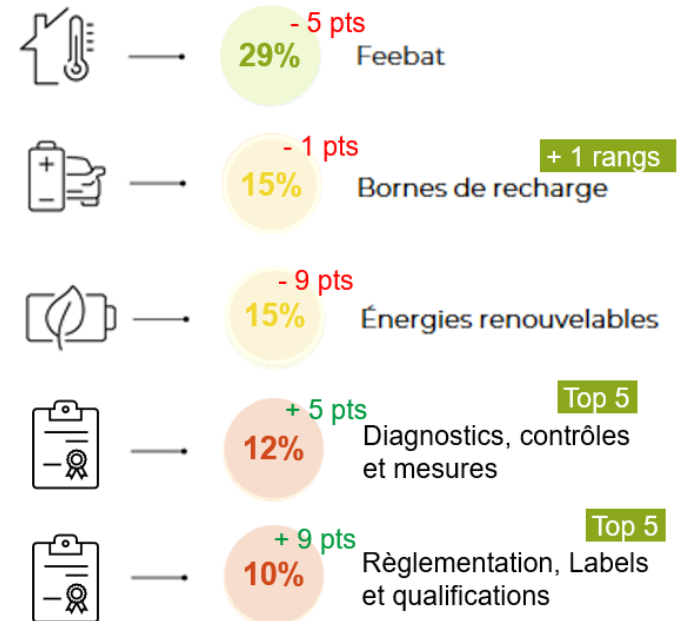 - 5 pts
29% Feebat
- 1 pts
+ 1 rangs
15% Bornes de recharge
- 9 pts
15% Énergies renouvelables
Top 5
+ 5 pts
12% Diagnostics, contrôles
et mesures
Top 5
+ 9 pts
10% Règlementation, Labels
et qualifications